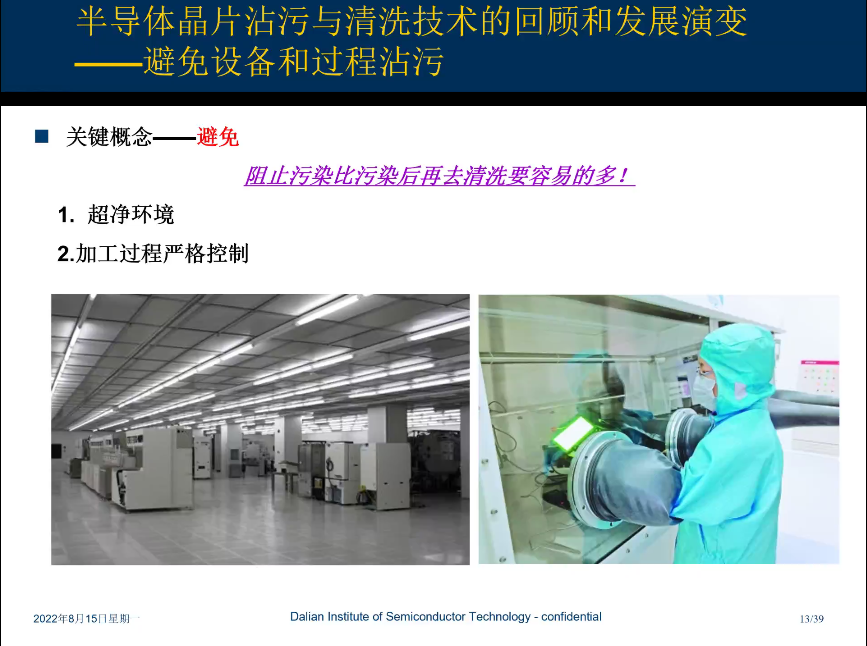 半导体晶片沾污与清洗技术的回顾和发展演变
——避免设备和过程沾污
关键概念——避免
阻止污染比污染后再去清洗要容易的多！
1. 超净环境
2.加工过程严格控制
2022年8月15日星期一
Dalian Institute of Semiconductor Technology - confidential
13/39